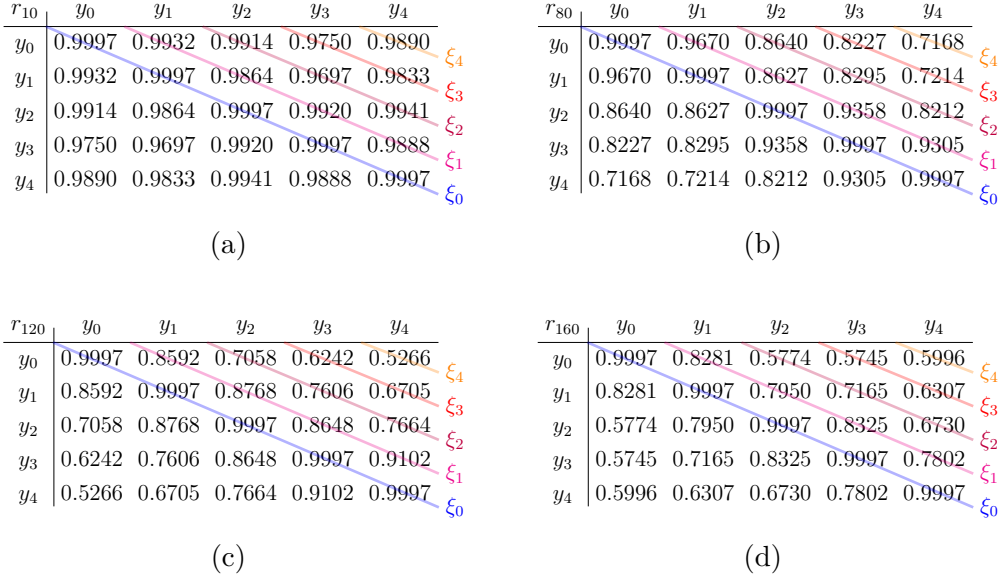 r₁₀ y₀ y₁ y₂ y₃ y₄
y₀ 0.9997 0.9932 0.9914 0.9750 0.9890
ξ₄
y₁ 0.9932 0.9997 0.9864 0.9697 0.9833
ξ₃
y₂ 0.9914 0.9864 0.9997 0.9920 0.9941
ξ₂
y₃ 0.9750 0.9697 0.9920 0.9997 0.9888
ξ₁
y₄ 0.9890 0.9833 0.9941 0.9888 0.9997
ξ₀
(a)
r₈₀ y₀ y₁ y₂ y₃ y₄
y₀ 0.9997 0.9670 0.8640 0.8227 0.7168
ξ₄
y₁ 0.9670 0.9997 0.8627 0.8295 0.7214
ξ₃
y₂ 0.8640 0.8627 0.9997 0.9358 0.8212
ξ₂
y₃ 0.8227 0.8295 0.9358 0.9997 0.9305
ξ₁
y₄ 0.7168 0.7214 0.8212 0.9305 0.9997
ξ₀
(b)
r₁₂₀ y₀ y₁ y₂ y₃ y₄
y₀ 0.9997 0.8592 0.7058 0.6242 0.5266
ξ₄
y₁ 0.8592 0.9997 0.8768 0.7606 0.6705
ξ₃
y₂ 0.7058 0.8768 0.9997 0.8648 0.7664
ξ₂
y₃ 0.6242 0.7606 0.8648 0.9997 0.9102
ξ₁
y₄ 0.5266 0.6705 0.7664 0.9102 0.9997
ξ₀
(c)
r₁₆₀ y₀ y₁ y₂ y₃ y₄
y₀ 0.9997 0.8281 0.5774 0.5745 0.5996
ξ₄
y₁ 0.8281 0.9997 0.7950 0.7165 0.6307
ξ₃
y₂ 0.5774 0.7950 0.9997 0.8325 0.6730
ξ₂
y₃ 0.5745 0.7165 0.8325 0.9997 0.7802
ξ₁
y₄ 0.5996 0.6307 0.6730 0.7802 0.9997
ξ₀
(d)